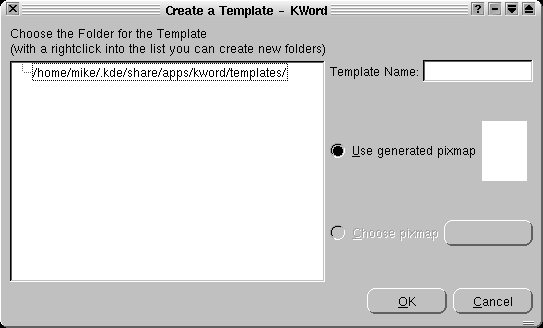 Create a Template - KWord
Choose the Folder for the Template
(with a rightclick into the list you can create new folders)
/home/mike/.kde/share/apps/kword/templates/
Template Name:
Use generated pixmap
Choose pixmap
OK
Cancel